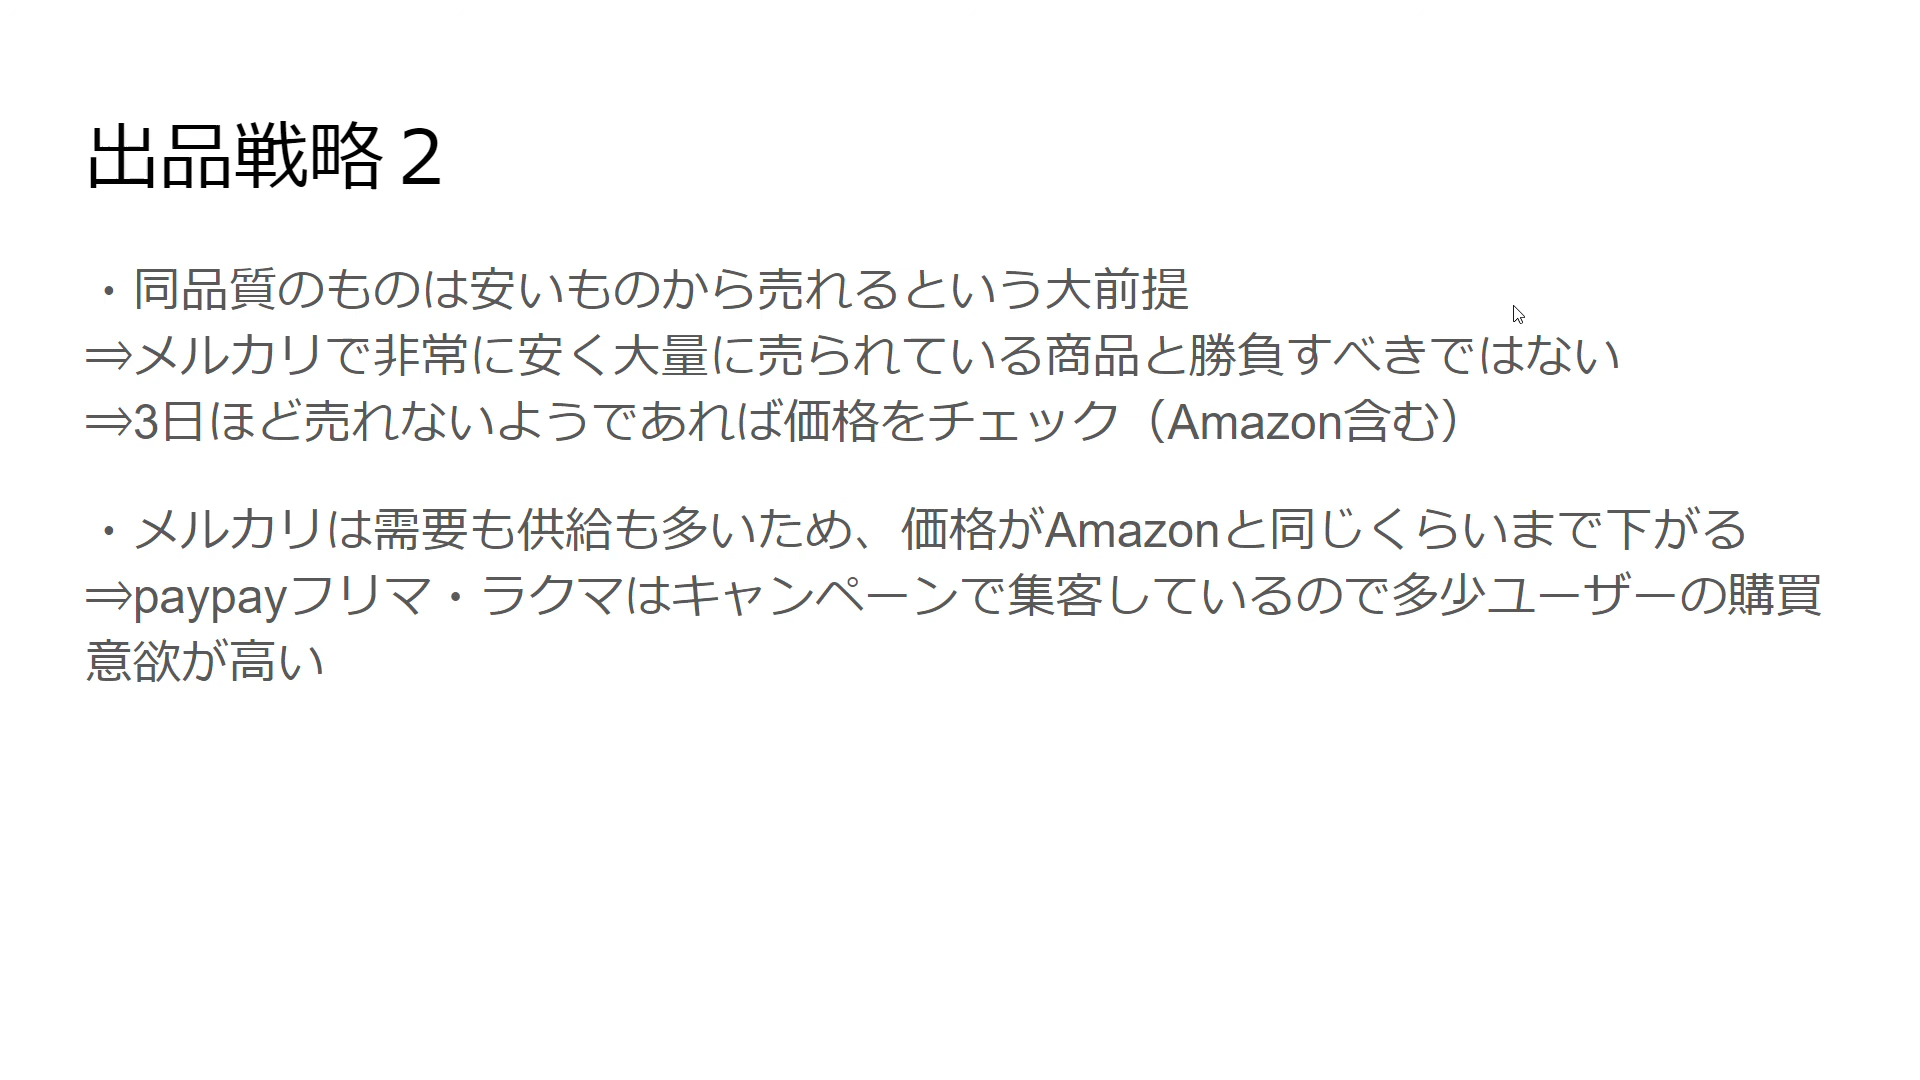 出品戦略２
・同品質のものは安いものから売れるという大前提
⇒メルカリで非常に安く大量に売られている商品と勝負すべきではない
⇒3日ほど売れないようであれば価格をチェック（Amazon含む）
・メルカリは需要も供給も多いため、価格がAmazonと同じくらいまで下がる
⇒paypayフリマ・ラクマはキャンペーンで集客しているので多少ユーザーの購買
意欲が高い